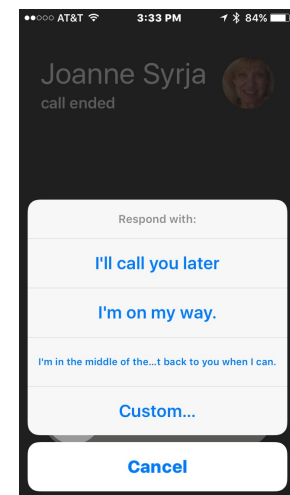 AT&T 3:33 PM 84%
Joanne Syrja
call ended
Respond with:
I'll call you later
I'm on my way.
I'm in the middle of the...t back to you when I can.
Custom...
Cancel